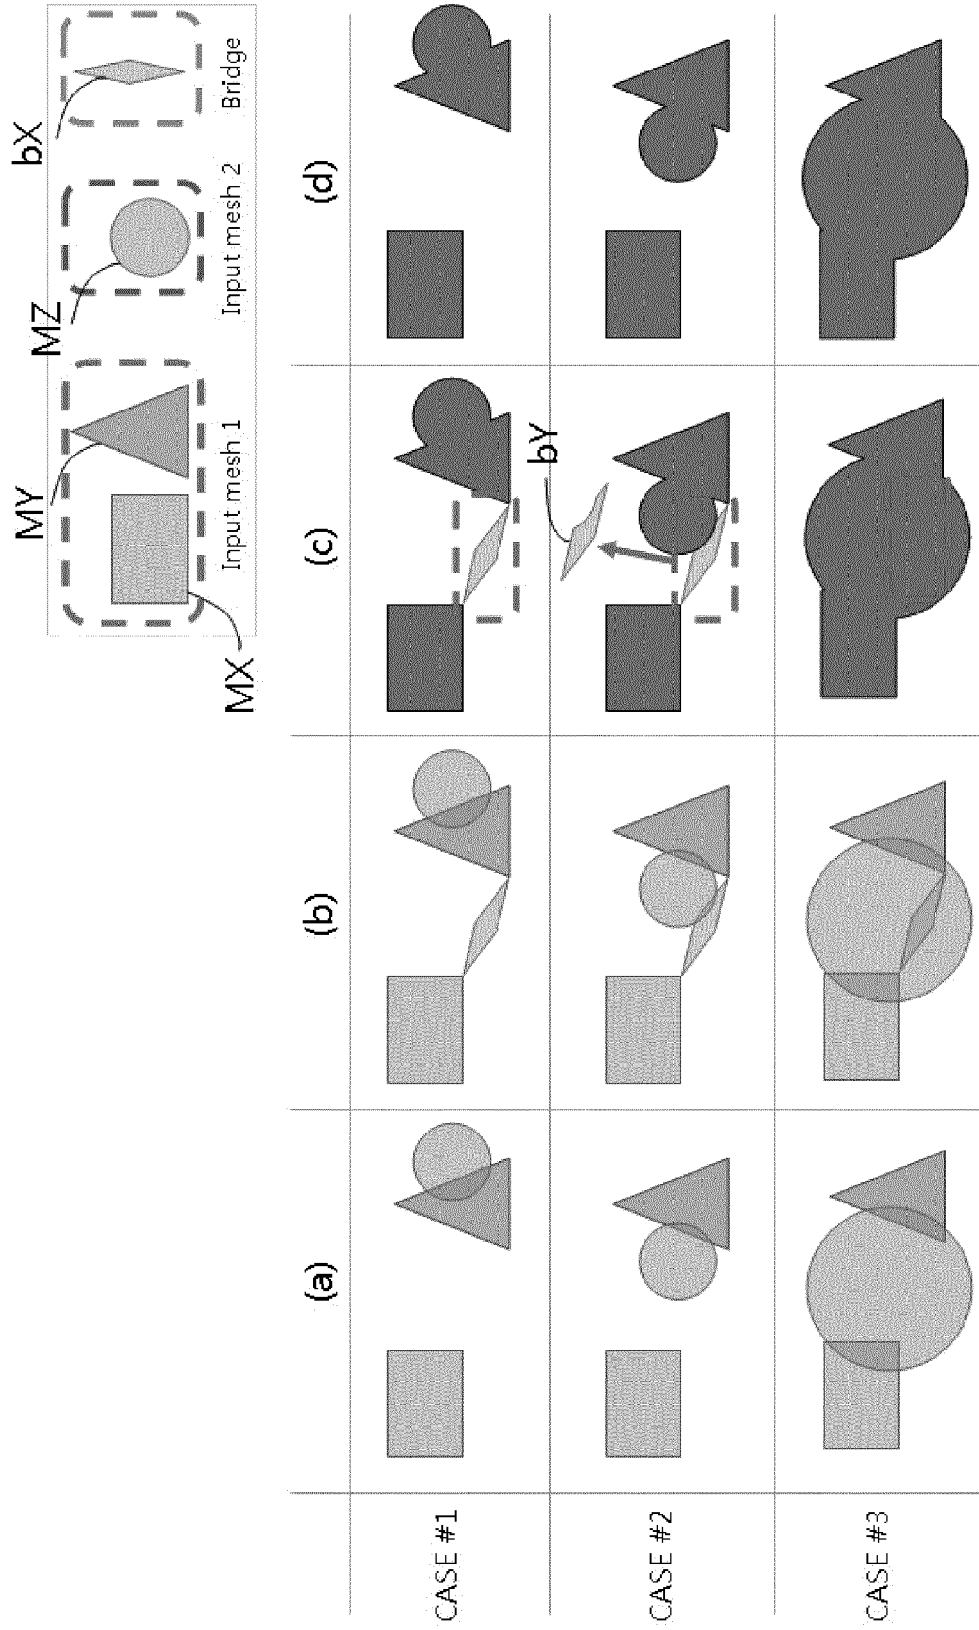 MX
MY
MZ
bX
Input mesh 1
Input mesh 2
Bridge
(a)
(b)
(c)
(d)
CASE #1
CASE #2
bY
CASE #3